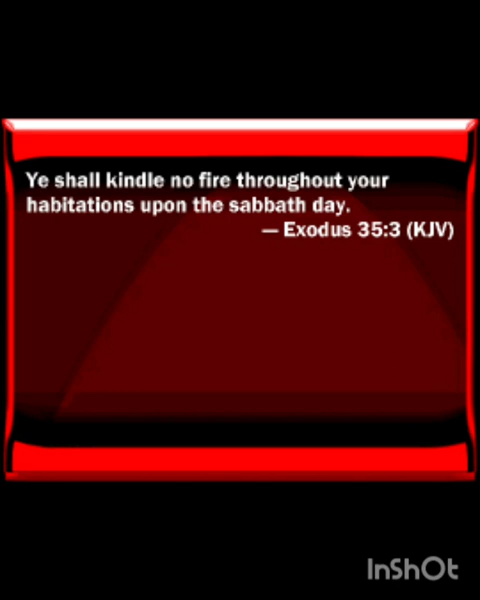 Ye shall kindle no fire throughout your
habitations upon the sabbath day.
— Exodus 35:3 (KJV)
InShOt